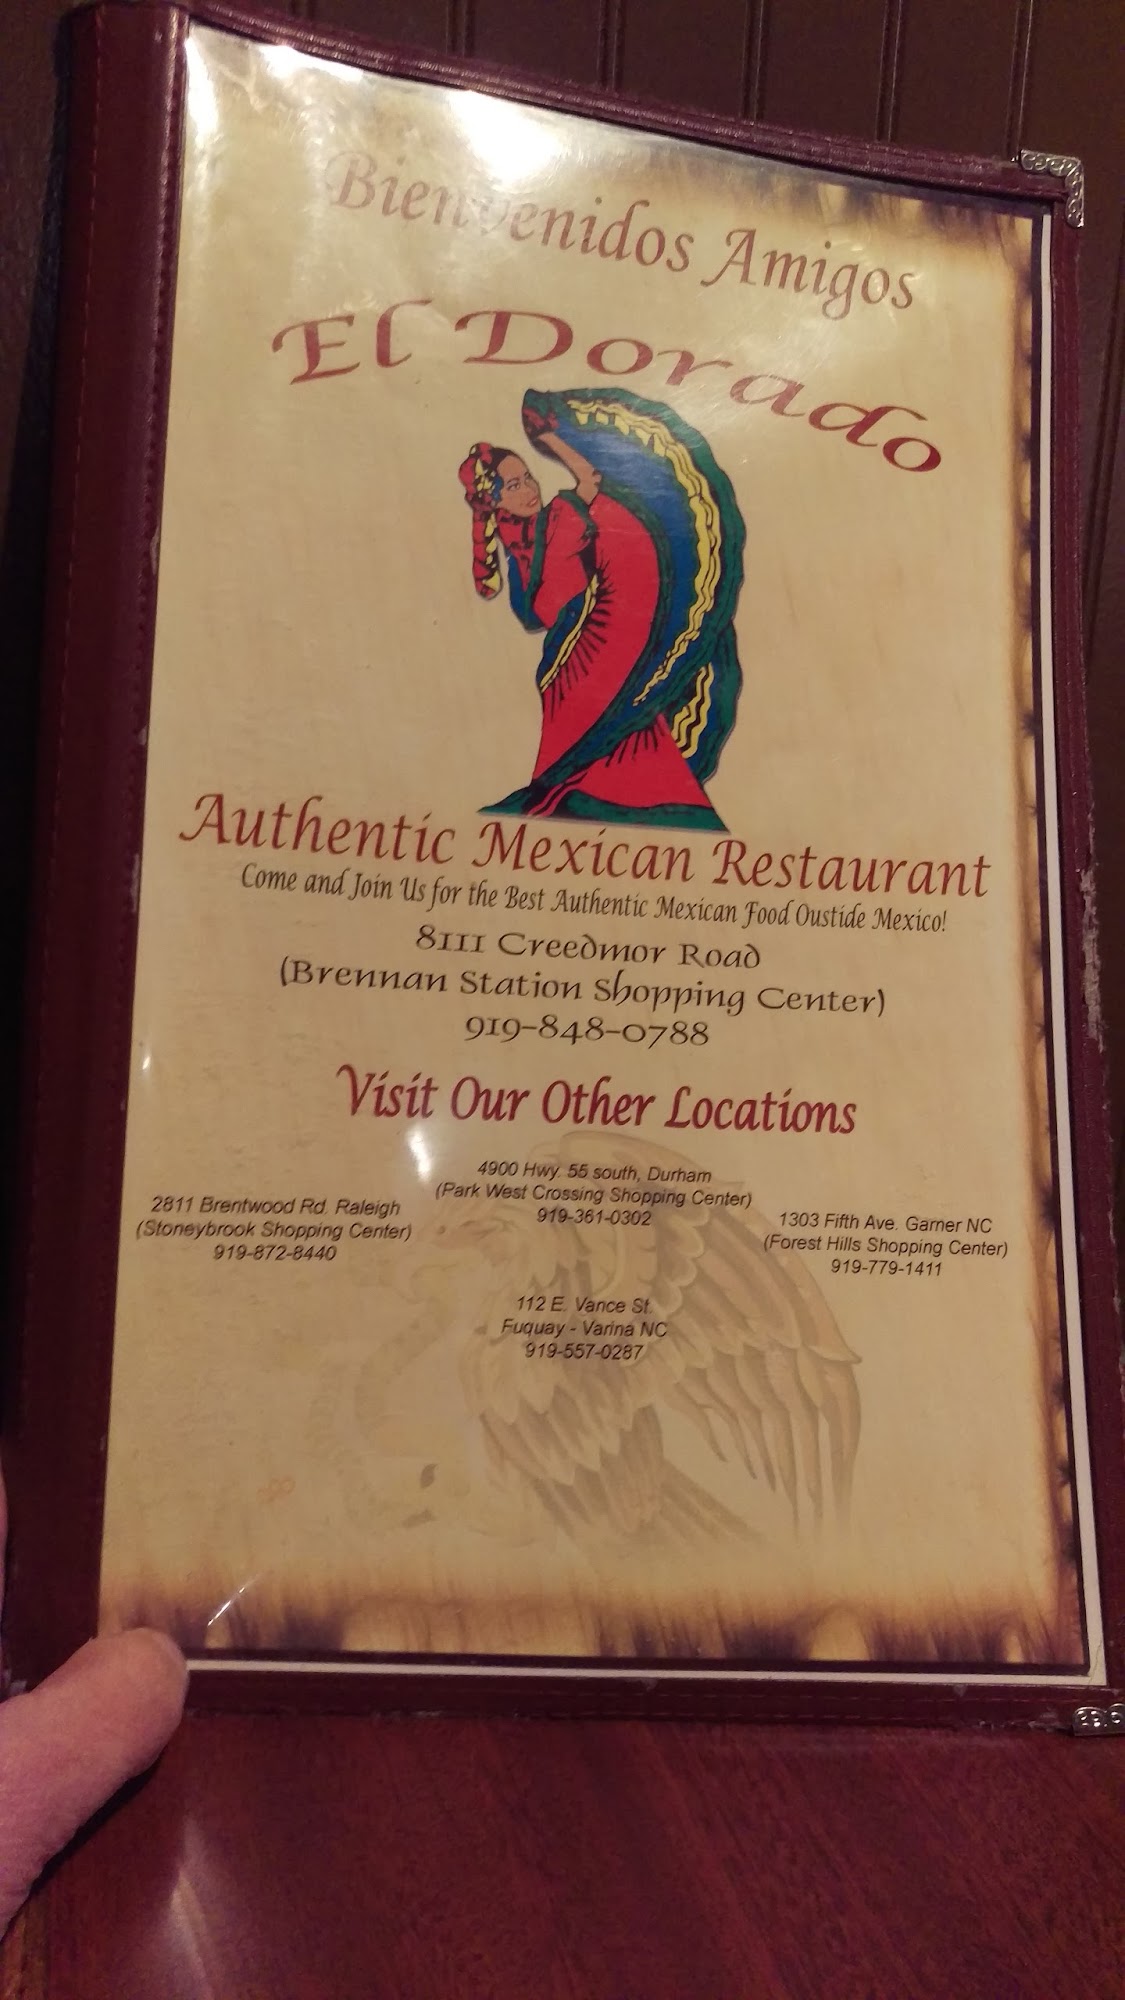 Bienvenidos Amigos
El Dorado
Authentic Mexican Restaurant
Come and Join Us for the Best Authentic Mexican Food Oustide Mexico!
8111 Creedmor Road
(Brennan Station Shopping Center)
919-848-0788
Visit Our Other Locations
2811 Brentwood Rd. Raleigh
(Stoneybrook Shopping Center)
919-872-8440
4900 Hwy. 55 south, Durham
(Park West Crossing Shopping Center)
919-361-0302
1303 Fifth Ave. Garner NC
(Forest Hills Shopping Center)
919-779-1411
112 E. Vance St.
Fuquay - Varina NC
919-557-0287